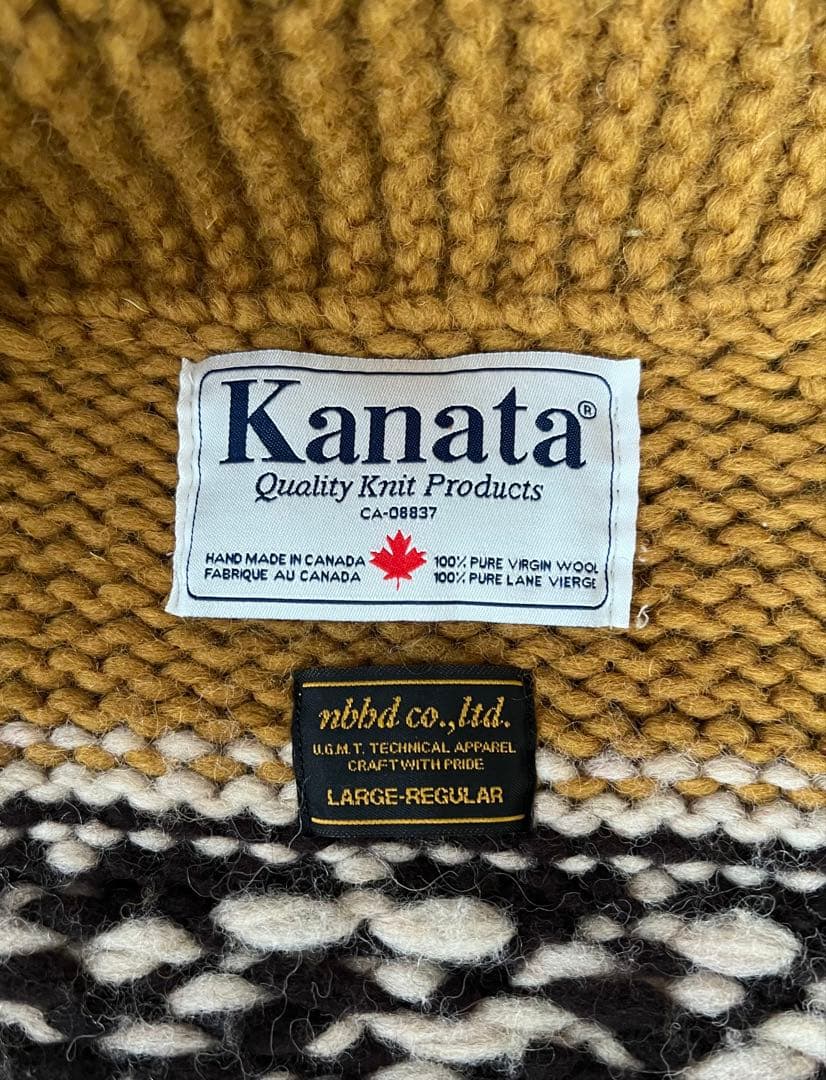 Kanata®
Quality Knit Products
CA-08837
HAND MADE IN CANADA 100% PURE VIRGIN WOOL
FABRIQUE AU CANADA 100% PURE LANE VIERGE
nbhd co.,ltd.
U.G.M.T. TECHNICAL APPAREL
CRAFT WITH PRIDE
LARGE-REGULAR